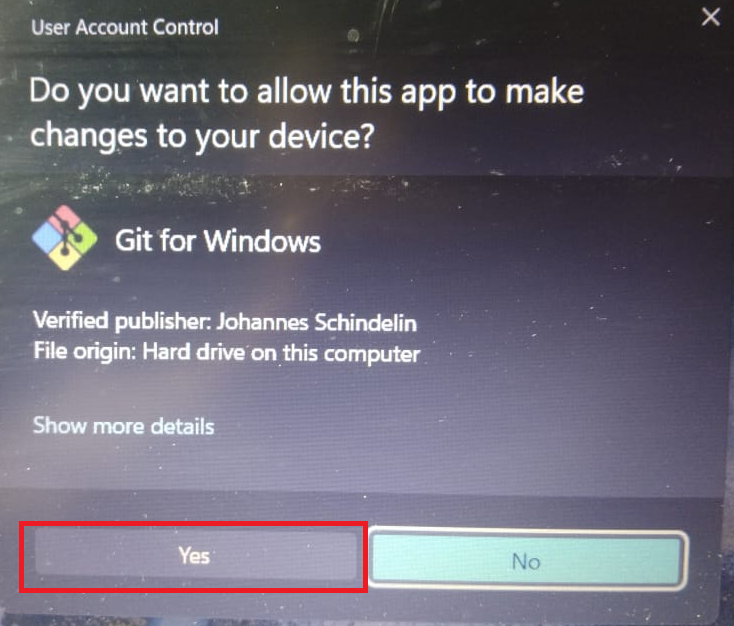 User Account Control
Do you want to allow this app to make
changes to your device?
Git for Windows
Verified publisher: Johannes Schindelin
File origin: Hard drive on this computer
Show more details
Yes
No